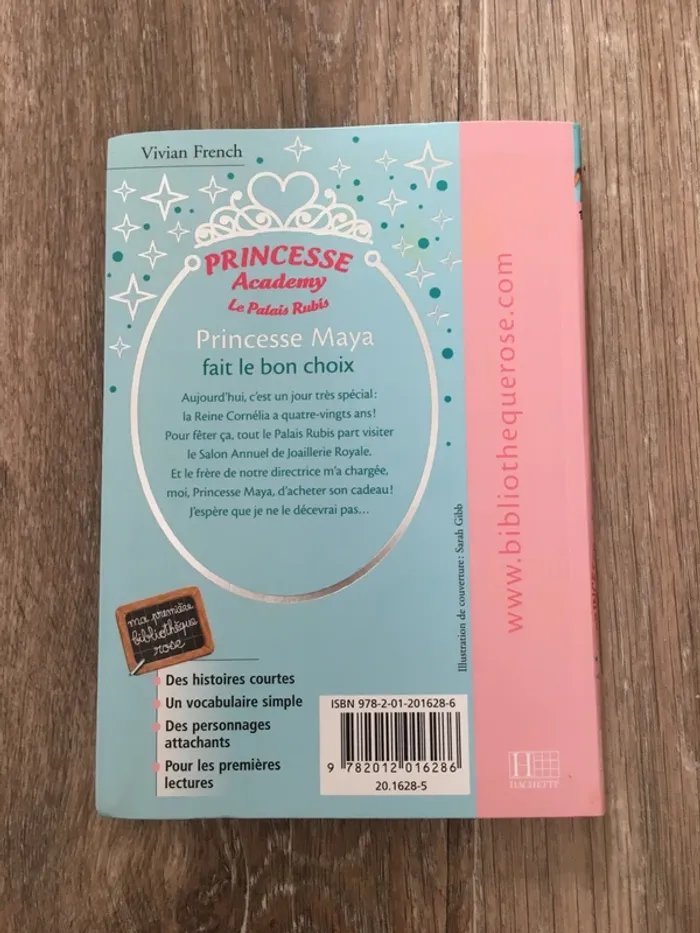 Vivian French
PRINCESSE
Academy
Le Palais Rubis
Princesse Maya
fait le bon choix
Aujourd'hui, c'est un jour très spécial :
la Reine Cornélia a quatre-vingts ans !
Pour fêter ça, tout le Palais Rubis part visiter
le Salon Annuel de Joaillerie Royale.
Et le frère de notre directrice m'a chargée,
moi, Princesse Maya, d'acheter son cadeau !
J'espère que je ne le décevrai pas...
ma première
bibliothèque
rose
Des histoires courtes
Un vocabulaire simple
Des personnages
attachants
Pour les premières
lectures
Illustration de couverture : Sarah Gibb
ISBN 978-2-01-201628-6
9 782012 016286
20.1628-5
www.bibliothequerose.com
H
HACHETTE